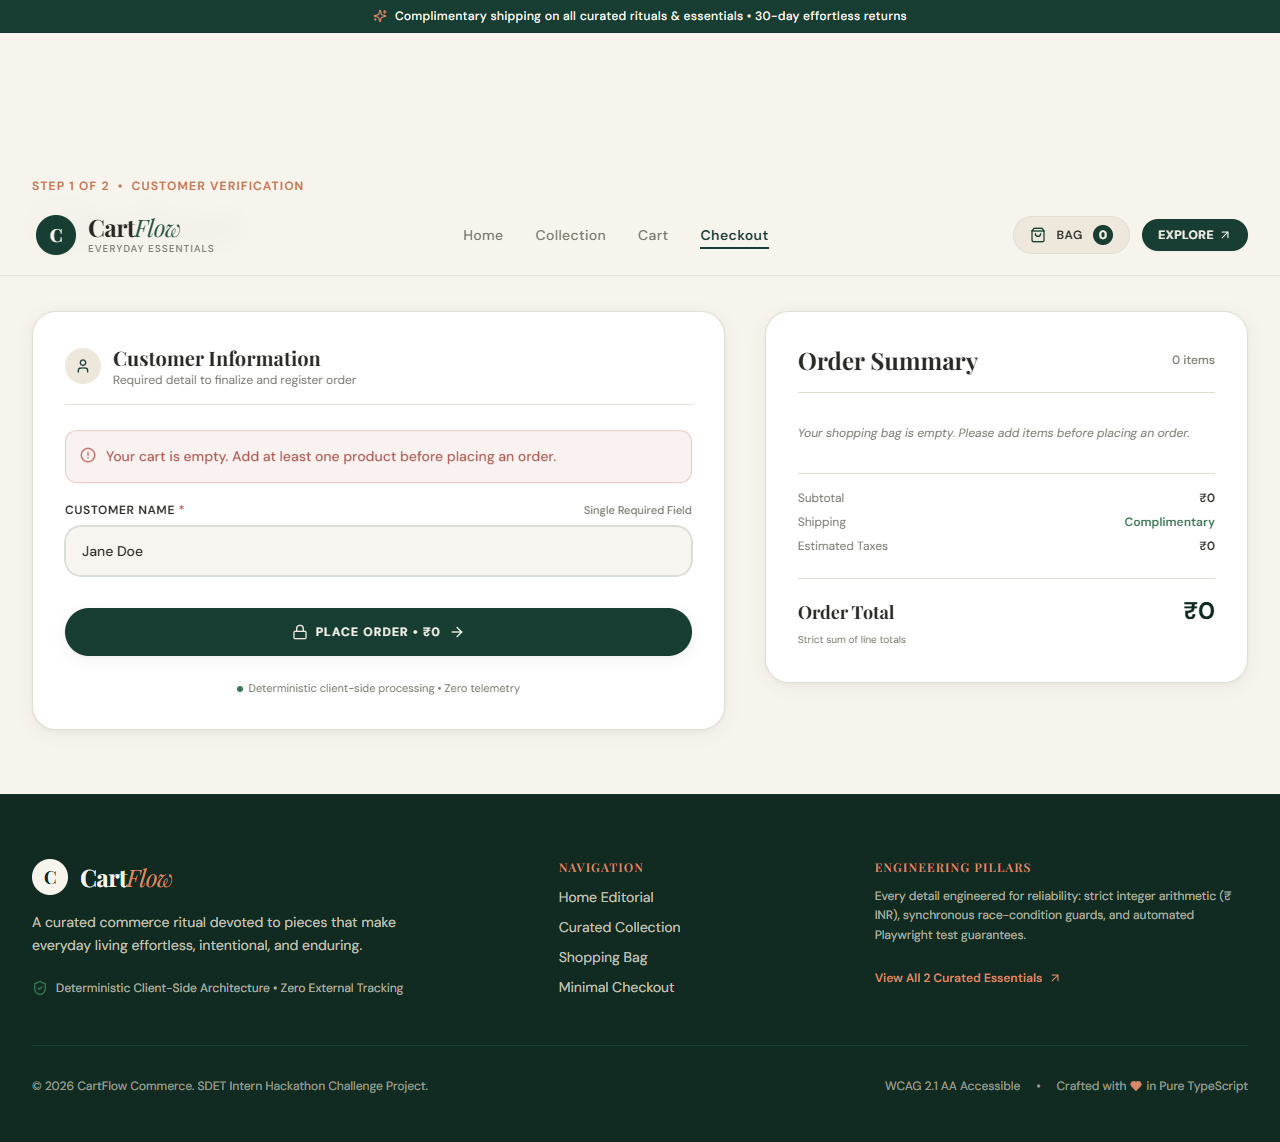 Complimentary shipping on all curated rituals & essentials • 30-day effortless returns
STEP 1 OF 2 • CUSTOMER VERIFICATION
C
CartFlow
EVERYDAY ESSENTIALS
Home
Collection
Cart
Checkout
BAG 0
EXPLORE
Customer Information
Required detail to finalize and register order
Your cart is empty. Add at least one product before placing an order.
CUSTOMER NAME *
Single Required Field
Jane Doe
PLACE ORDER • ₹0
Deterministic client-side processing • Zero telemetry
Order Summary
0 items
Your shopping bag is empty. Please add items before placing an order.
Subtotal ₹0
Shipping Complimentary
Estimated Taxes ₹0
Order Total ₹0
Strict sum of line totals
C CartFlow
A curated commerce ritual devoted to pieces that make
everyday living effortless, intentional, and enduring.
Deterministic Client-Side Architecture • Zero External Tracking
NAVIGATION
Home Editorial
Curated Collection
Shopping Bag
Minimal Checkout
ENGINEERING PILLARS
Every detail engineered for reliability: strict integer arithmetic (₹
INR), synchronous race-condition guards, and automated
Playwright test guarantees.
View All 2 Curated Essentials
© 2026 CartFlow Commerce. SDET Intern Hackathon Challenge Project.
WCAG 2.1 AA Accessible • Crafted with ❤ in Pure TypeScript